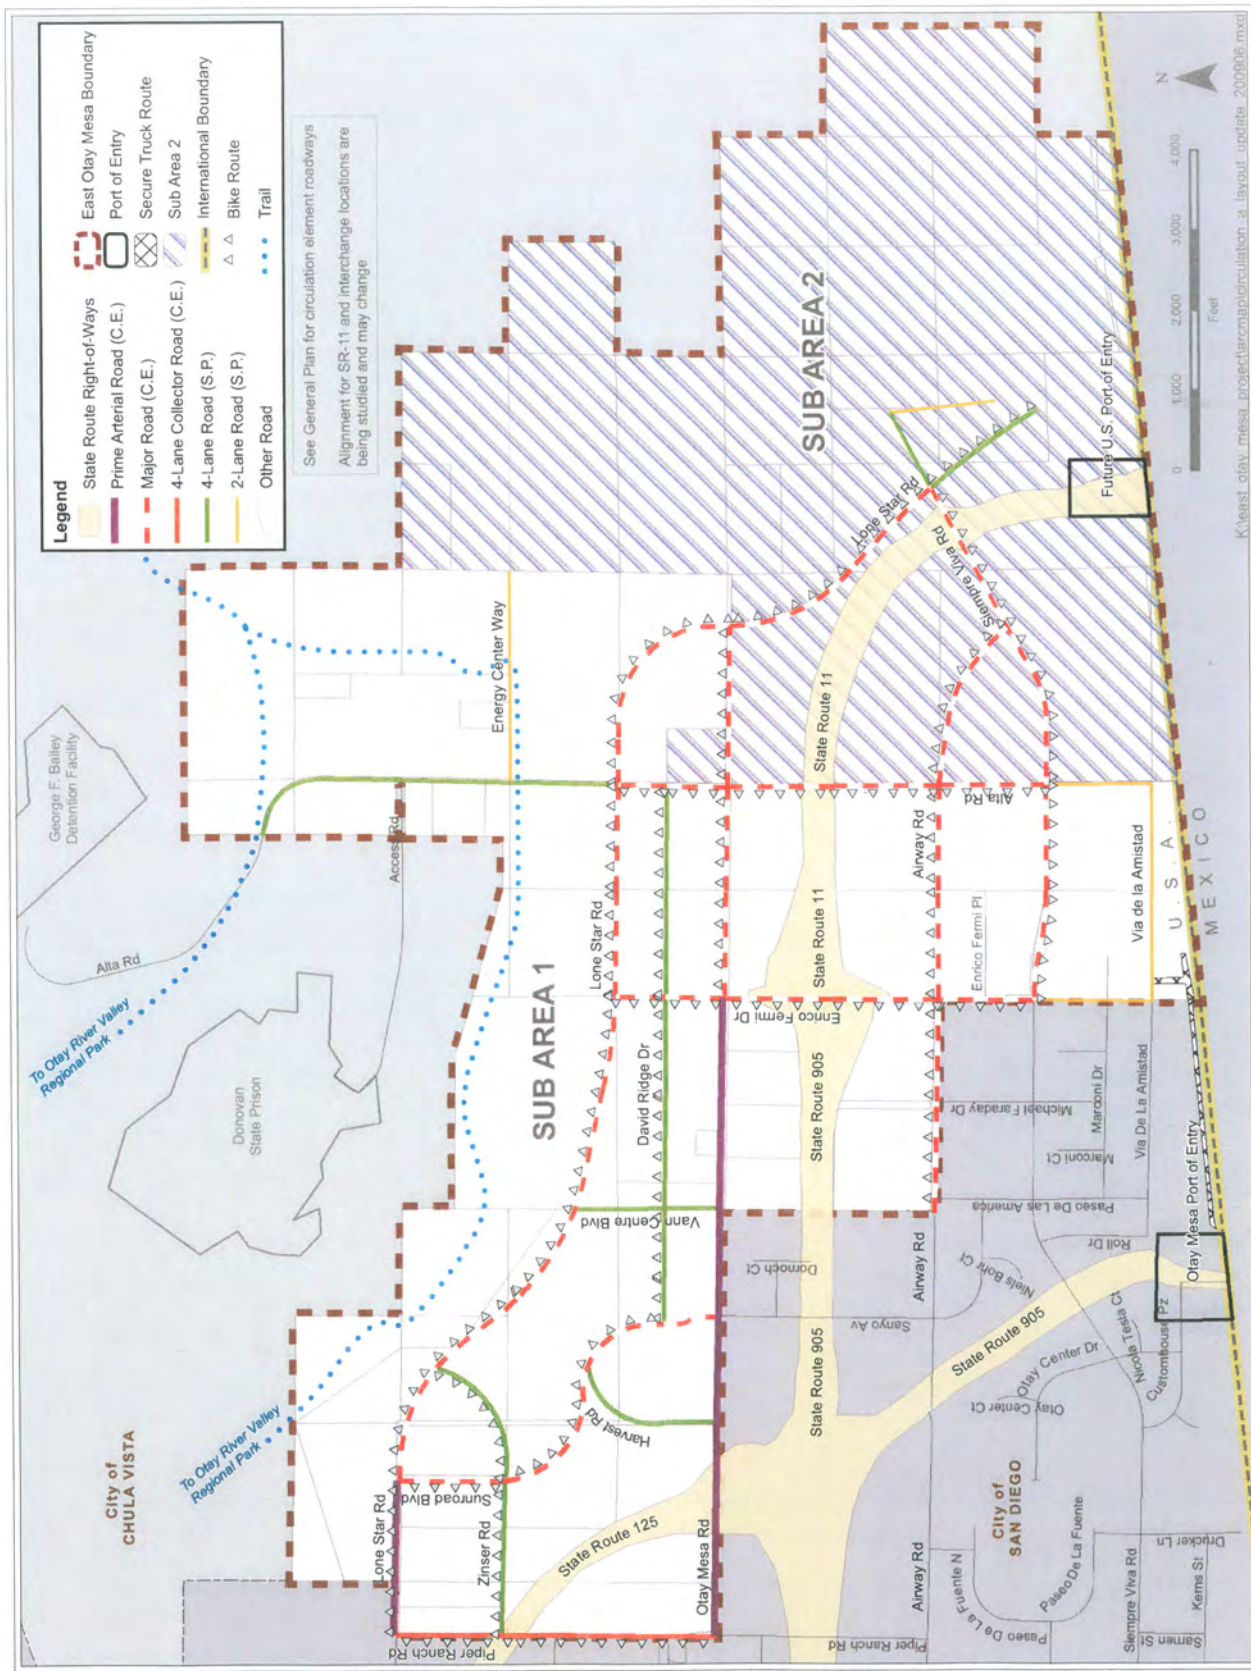 Legend
State Route Right-of-Ways
Prime Arterial Road (C.E.)
Major Road (C.E.)
4-Lane Collector Road (C.E.)
4-Lane Road (S.P.)
2-Lane Road (S.P.)
Other Road
East Otay Mesa Boundary
Port of Entry
Secure Truck Route
Sub Area 2
International Boundary
Bike Route
Trail
See General Plan for circulation element roadways
Alignment for SR-11 and interchange locations are
being studied and may change
City of
CHULA VISTA
To Otay River Valley
Regional Park
To Otay River Valley
Regional Park
Donovan
State Prison
George F. Bailey
Detention Facility
Alta Rd
Access Rd
Energy Center Way
SUB AREA 1
SUB AREA 2
Lone Star Rd
Lone Star Rd
Lone Star Rd
Sunroad Blvd
Zinser Rd
Piper Ranch Rd
State Route 125
Harvest Rd
Vann Centre Blvd
David Ridge Dr
Otay Mesa Rd
Enrico Fermi Dr
State Route 905
State Route 905
State Route 905
State Route 11
State Route 11
Siempre Viva Rd
Airway Rd
Airway Rd
Airway Rd
Alta Rd
Enrico Fermi Pl
Via de la Amistad
Future U.S. Port of Entry
U.S.A.
MEXICO
Dornoch Ct
Sanyo Av
Niels Bohr Ct
Paseo De Las America
Michael Faraday Dr
Marconi Dr
Marconi Ct
Via De La Amistad
Roll Dr
Otay Mesa Port of Entry
State Route 905
Otay Center Dr
Otay Center Ct
Nicola Tesla Ct
Customhouse Pz
City of
SAN DIEGO
Piper Ranch Rd
Paseo De La Fuente N
Paseo De La Fuente
Paseo De La Fuente
Siempre Viva Rd
Drucker Ln
Kerns St
Samen St
N
0
1,000
2,000
3,000
4,000
Feet
K:\east_otay_mesa_project\arcmap\circulation_a_layout_update_200906.mxd